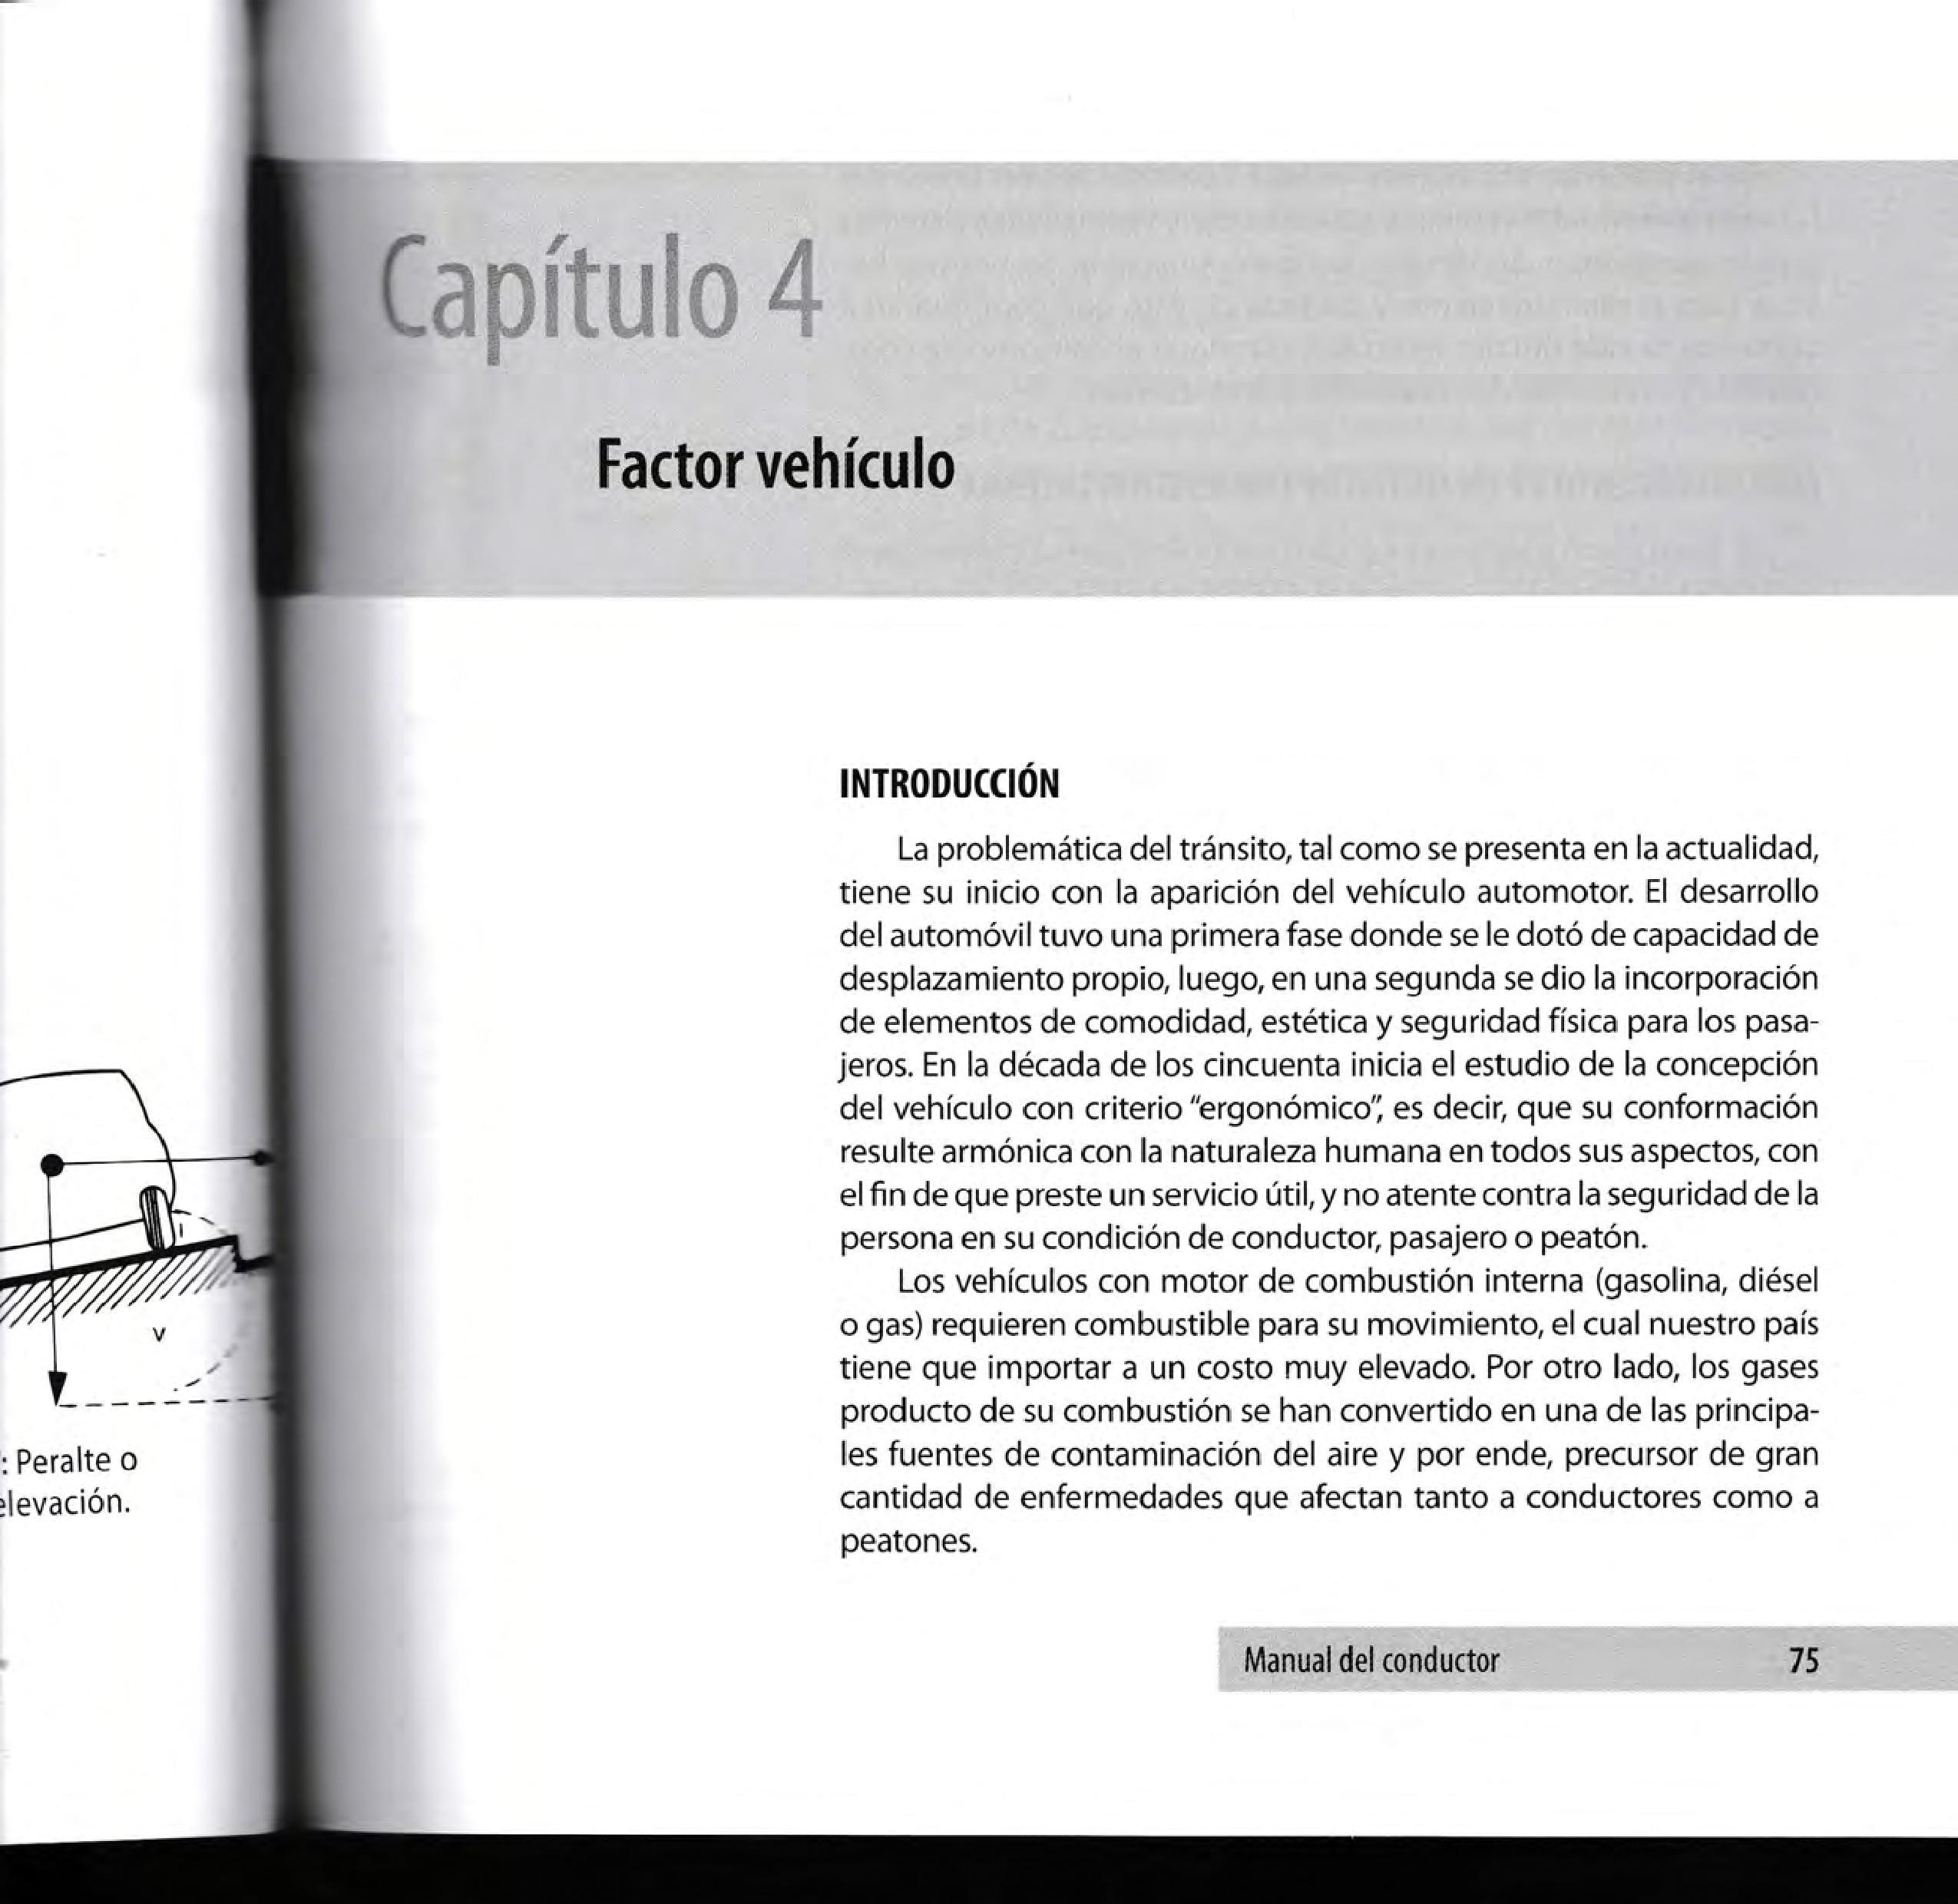 Capítulo 4
Factor vehículo
INTRODUCCIÓN
La problemática del tránsito, tal como se presenta en la actualidad,
tiene su inicio con la aparición del vehículo automotor. El desarrollo
del automóvil tuvo una primera fase donde se le dotó de capacidad de
desplazamiento propio, luego, en una segunda se dio la incorporación
de elementos de comodidad, estética y seguridad física para los pasa-
jeros. En la década de los cincuenta inicia el estudio de la concepción
del vehículo con criterio "ergonómico", es decir, que su conformación
resulte armónica con la naturaleza humana en todos sus aspectos, con
el fin de que preste un servicio útil, y no atente contra la seguridad de la
persona en su condición de conductor, pasajero o peatón.
Los vehículos con motor de combustión interna (gasolina, diésel
o gas) requieren combustible para su movimiento, el cual nuestro país
tiene que importar a un costo muy elevado. Por otro lado, los gases
producto de su combustión se han convertido en una de las principa-
les fuentes de contaminación del aire y por ende, precursor de gran
cantidad de enfermedades que afectan tanto a conductores como a
peatones.
Manual del conductor 75
v
: Peralte o
elevación.